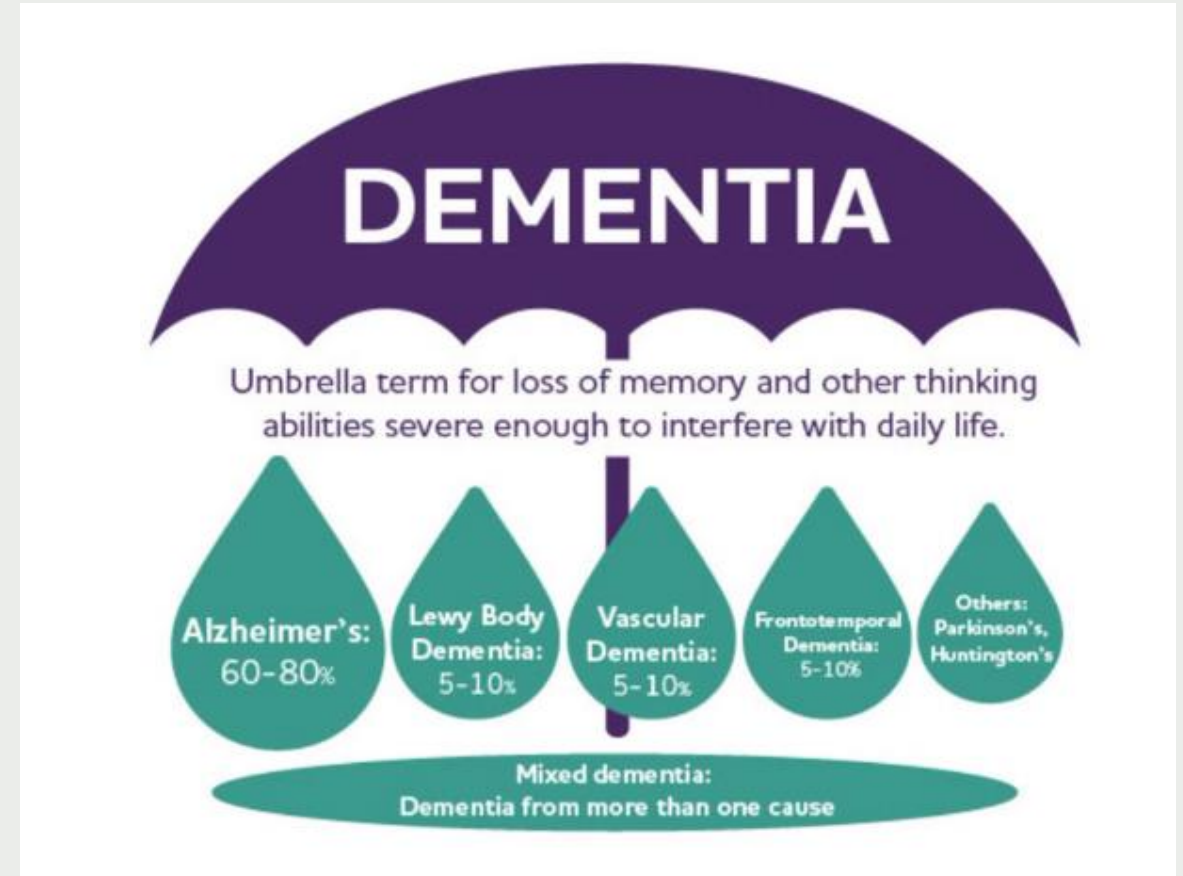 DEMENTIA
Umbrella term for loss of memory and other thinking
abilities severe enough to interfere with daily life.
Alzheimer's:
60-80%
Lewy Body
Dementia:
5-10%
Vascular
Dementia:
5-10%
Frontotemporal
Dementia:
5-10%
Others:
Parkinson's,
Huntington's
Mixed dementia:
Dementia from more than one cause